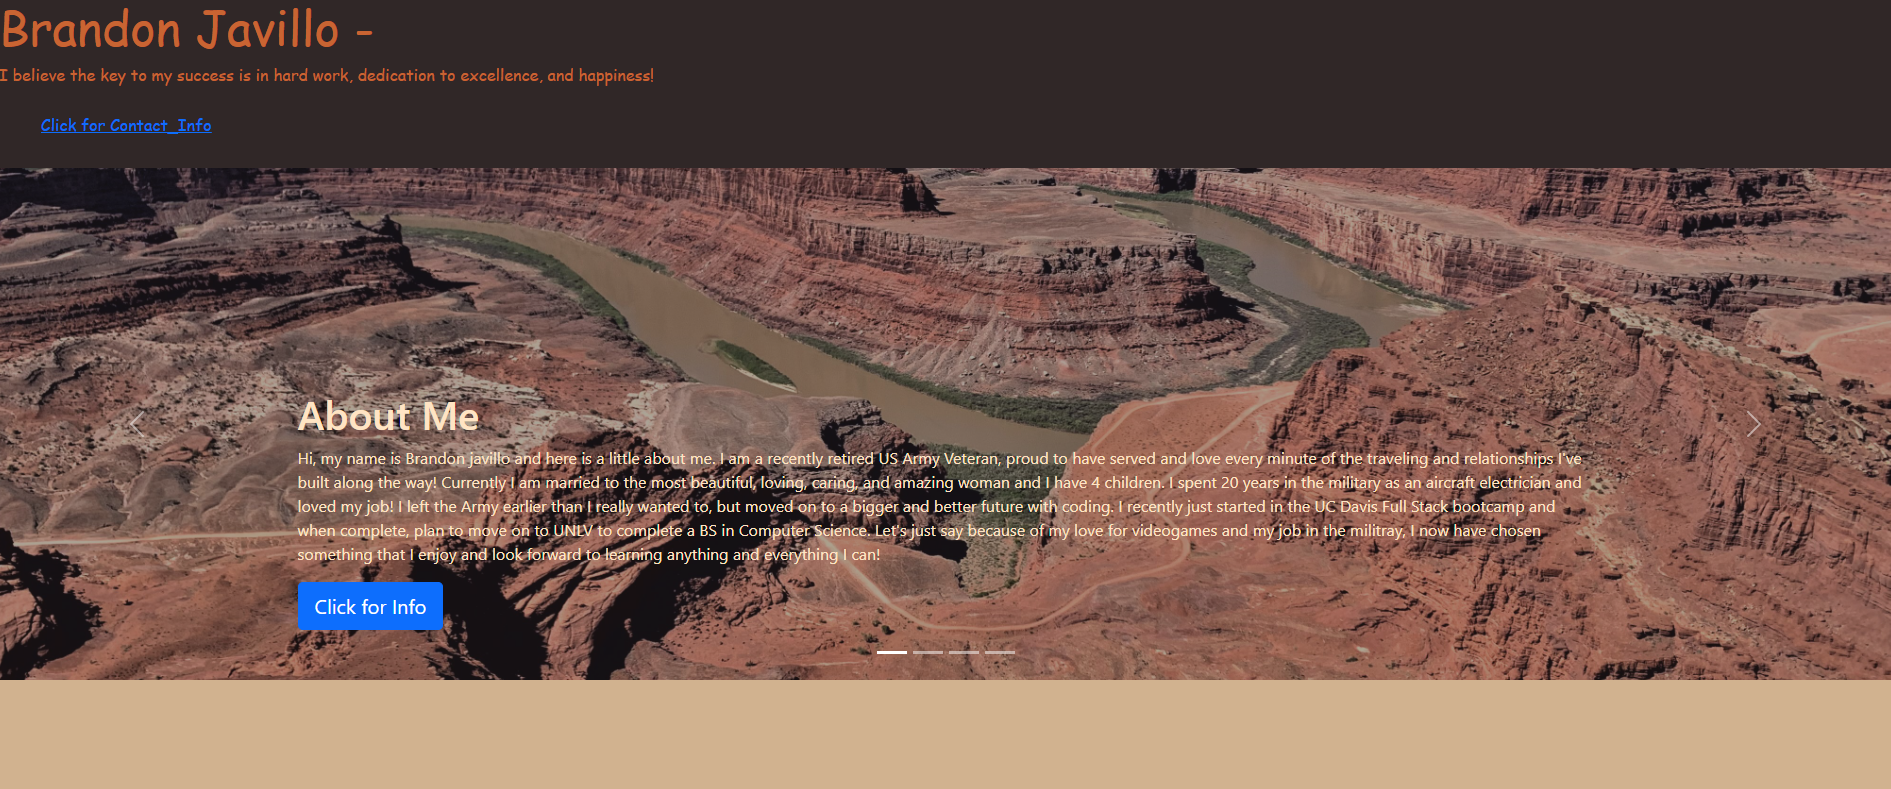 Brandon Javillo -
I believe the key to my success is in hard work, dedication to excellence, and happiness!
Click for Contact_Info
About Me
Hi, my name is Brandon javillo and here is a little about me. I am a recently retired US Army Veteran, proud to have served and love every minute of the traveling and relationships I've
built along the way! Currently I am married to the most beautiful, loving, caring, and amazing woman and I have 4 children. I spent 20 years in the military as an aircraft electrician and
loved my job! I left the Army earlier than I really wanted to, but moved on to a bigger and better future with coding. I recently just started in the UC Davis Full Stack bootcamp and
when complete, plan to move on to UNLV to complete a BS in Computer Science. Let's just say because of my love for videogames and my job in the militray, I now have chosen
something that I enjoy and look forward to learning anything and everything I can!
Click for Info